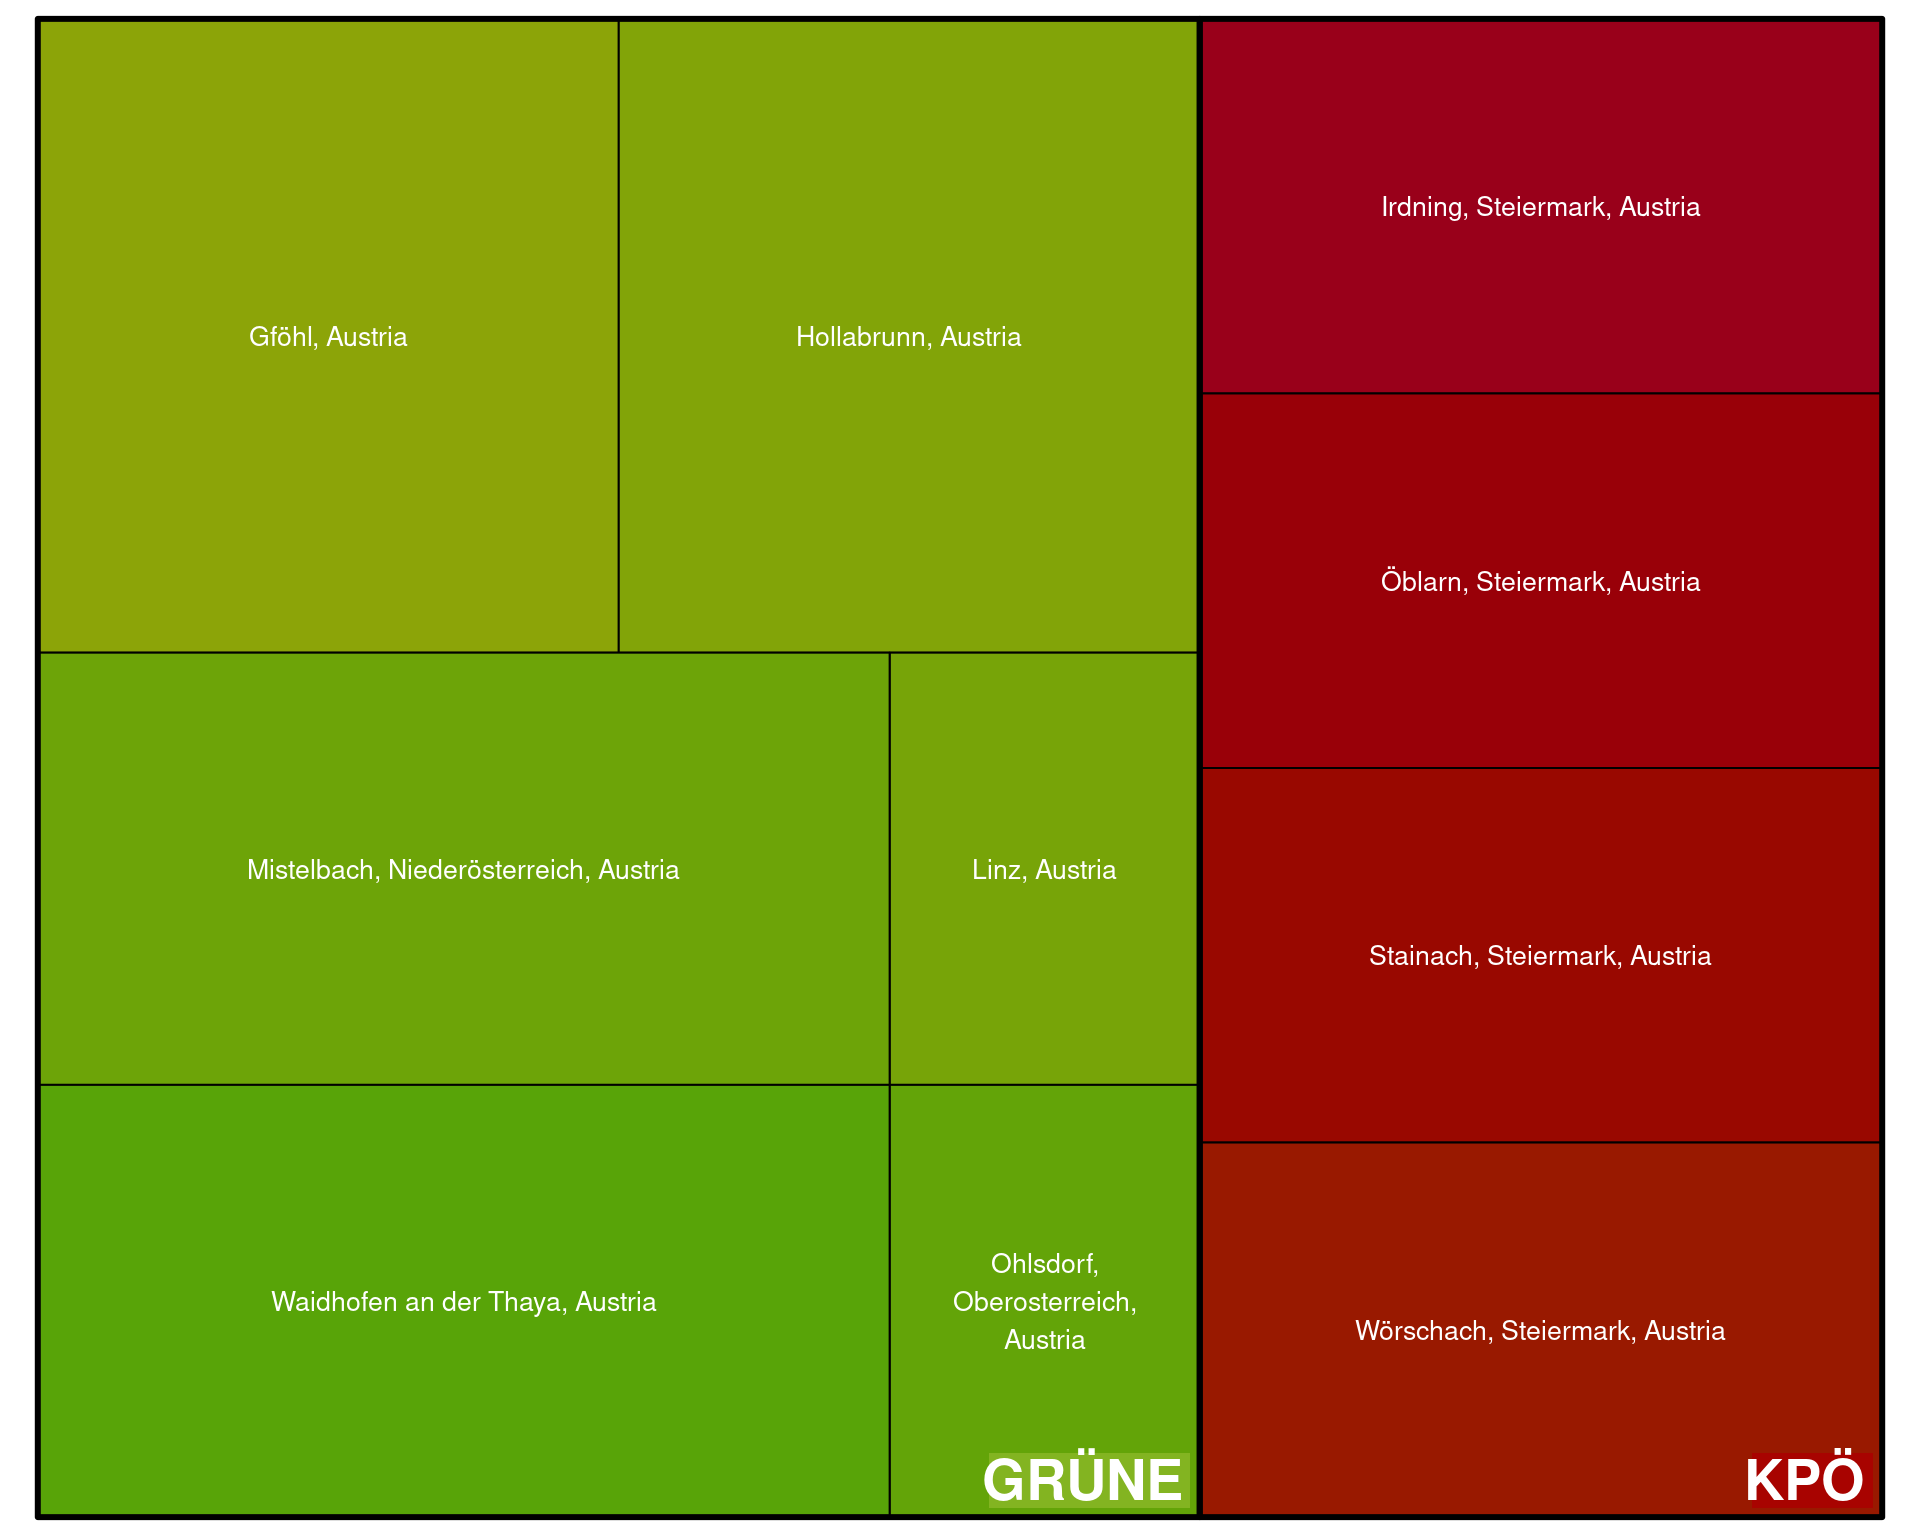 Gföhl, Austria
Hollabrunn, Austria
Mistelbach, Niederösterreich, Austria
Linz, Austria
Waidhofen an der Thaya, Austria
Ohlsdorf,
Oberosterreich,
Austria
GRÜNE
Irdning, Steiermark, Austria
Öblarn, Steiermark, Austria
Stainach, Steiermark, Austria
Wörschach, Steiermark, Austria
KPÖ